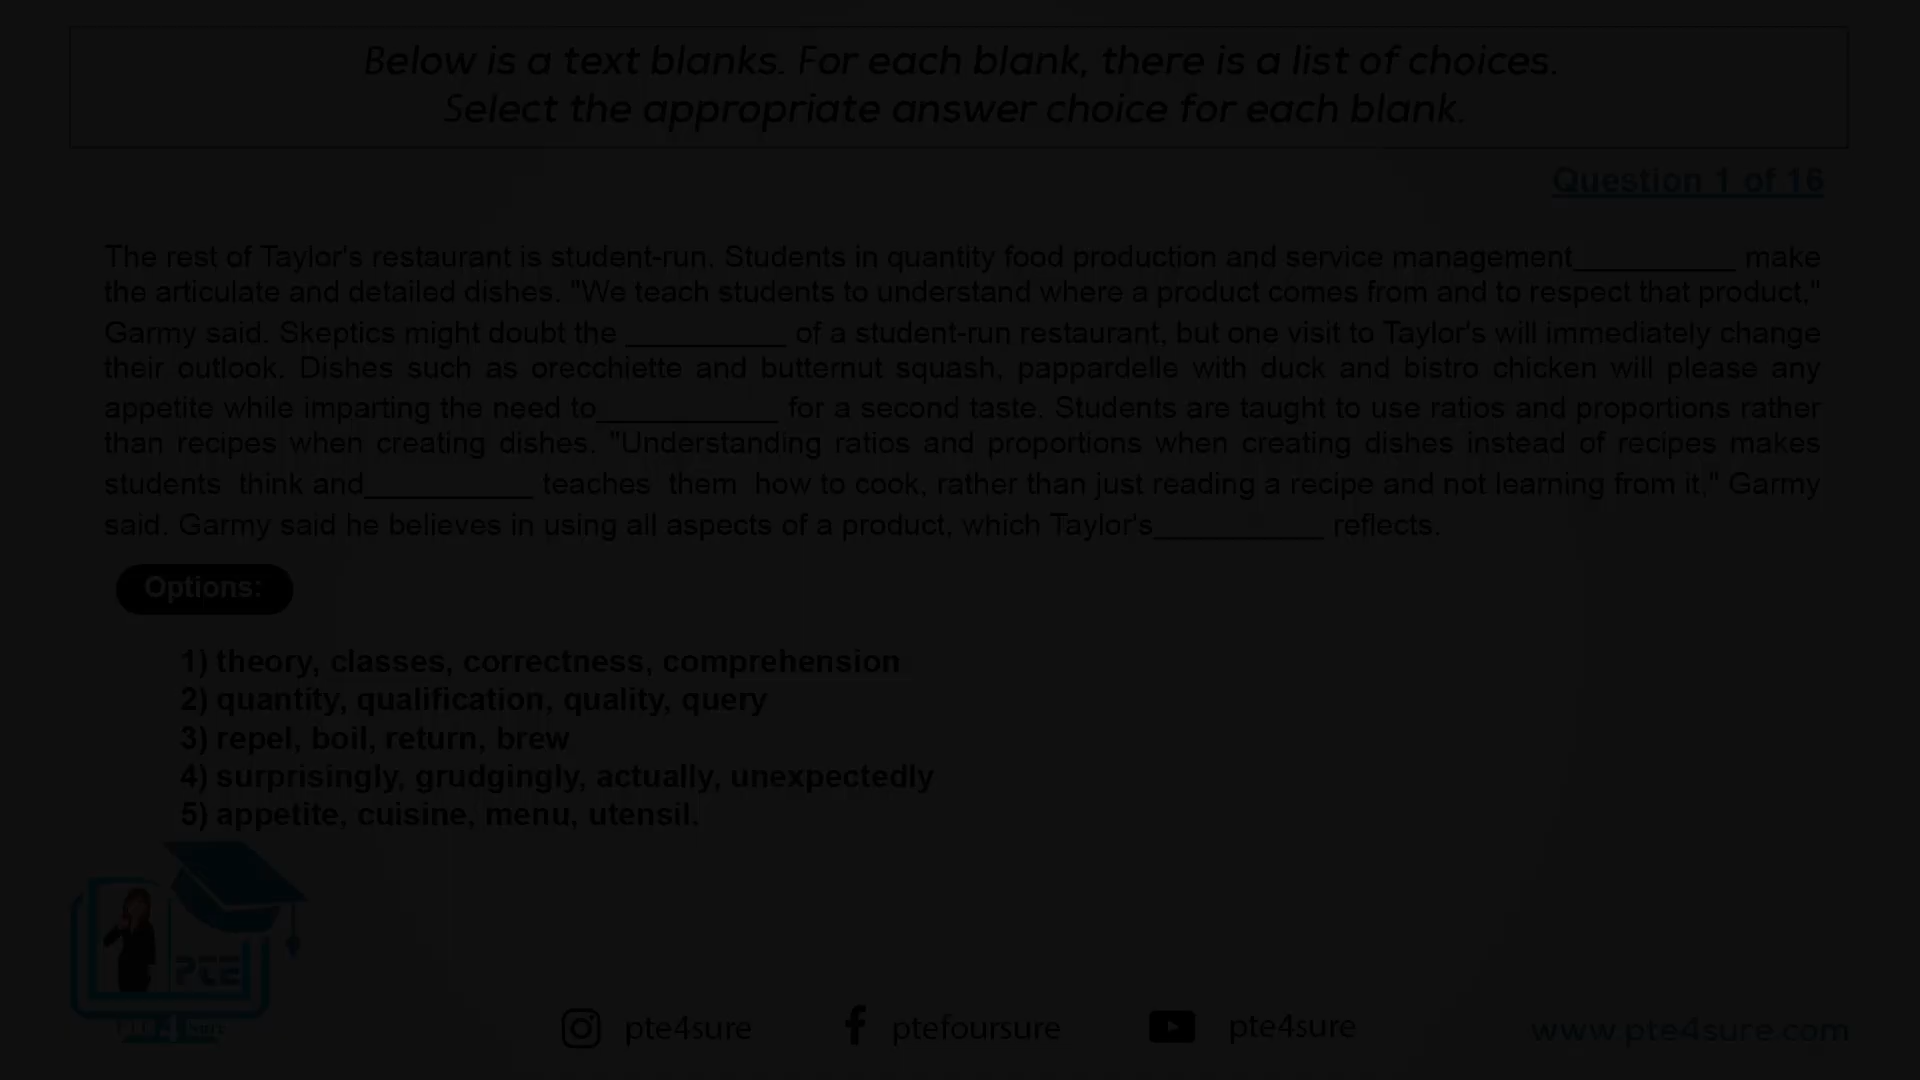 Below is a text blanks. For each blank, there is a list of choices.
Select the appropriate answer choice for each blank.
Question 1 of 16
The rest of Taylor's restaurant is student-run. Students in quantity food production and service management__________ make
the articulate and detailed dishes. "We teach students to understand where a product comes from and to respect that product,"
Garmy said. Skeptics might doubt the __________ of a student-run restaurant, but one visit to Taylor's will immediately change
their outlook. Dishes such as orecchiette and butternut squash, pappardelle with duck and bistro chicken will please any
appetite while imparting the need to___________ for a second taste. Students are taught to use ratios and proportions rather
than recipes when creating dishes. "Understanding ratios and proportions when creating dishes instead of recipes makes
students think and__________ teaches them how to cook, rather than just reading a recipe and not learning from it," Garmy
said. Garmy said he believes in using all aspects of a product, which Taylor's__________ reflects.
Options:
1) theory, classes, correctness, comprehension
2) quantity, qualification, quality, query
3) repel, boil, return, brew
4) surprisingly, grudgingly, actually, unexpectedly
5) appetite, cuisine, menu, utensil.
PTE
PTE 4 Sure
pte4sure
ptefoursure
pte4sure
www.pte4sure.com